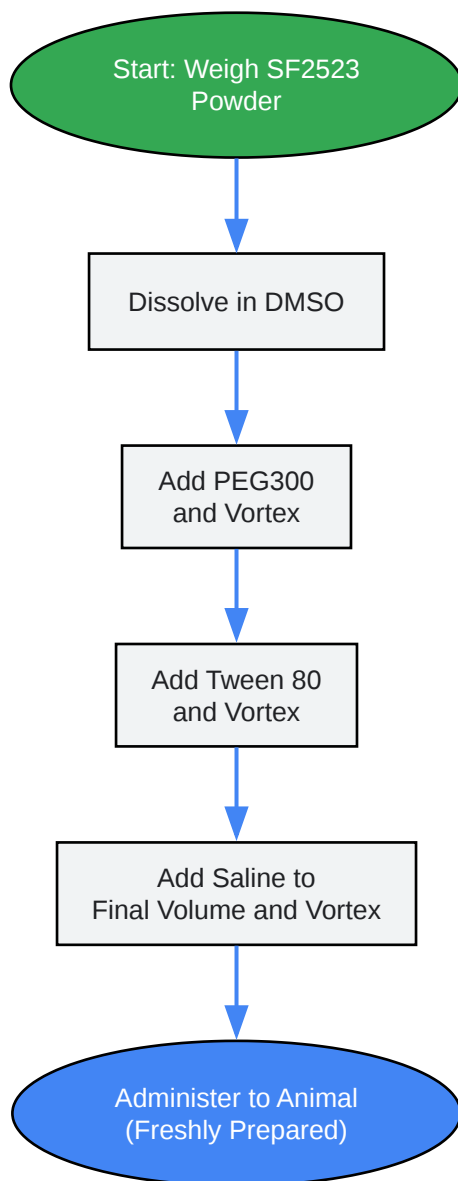 Start: Weigh SF2523
Powder
Dissolve in DMSO
Add PEG300
and Vortex
Add Tween 80
and Vortex
Add Saline to
Final Volume and Vortex
Administer to Animal
(Freshly Prepared)